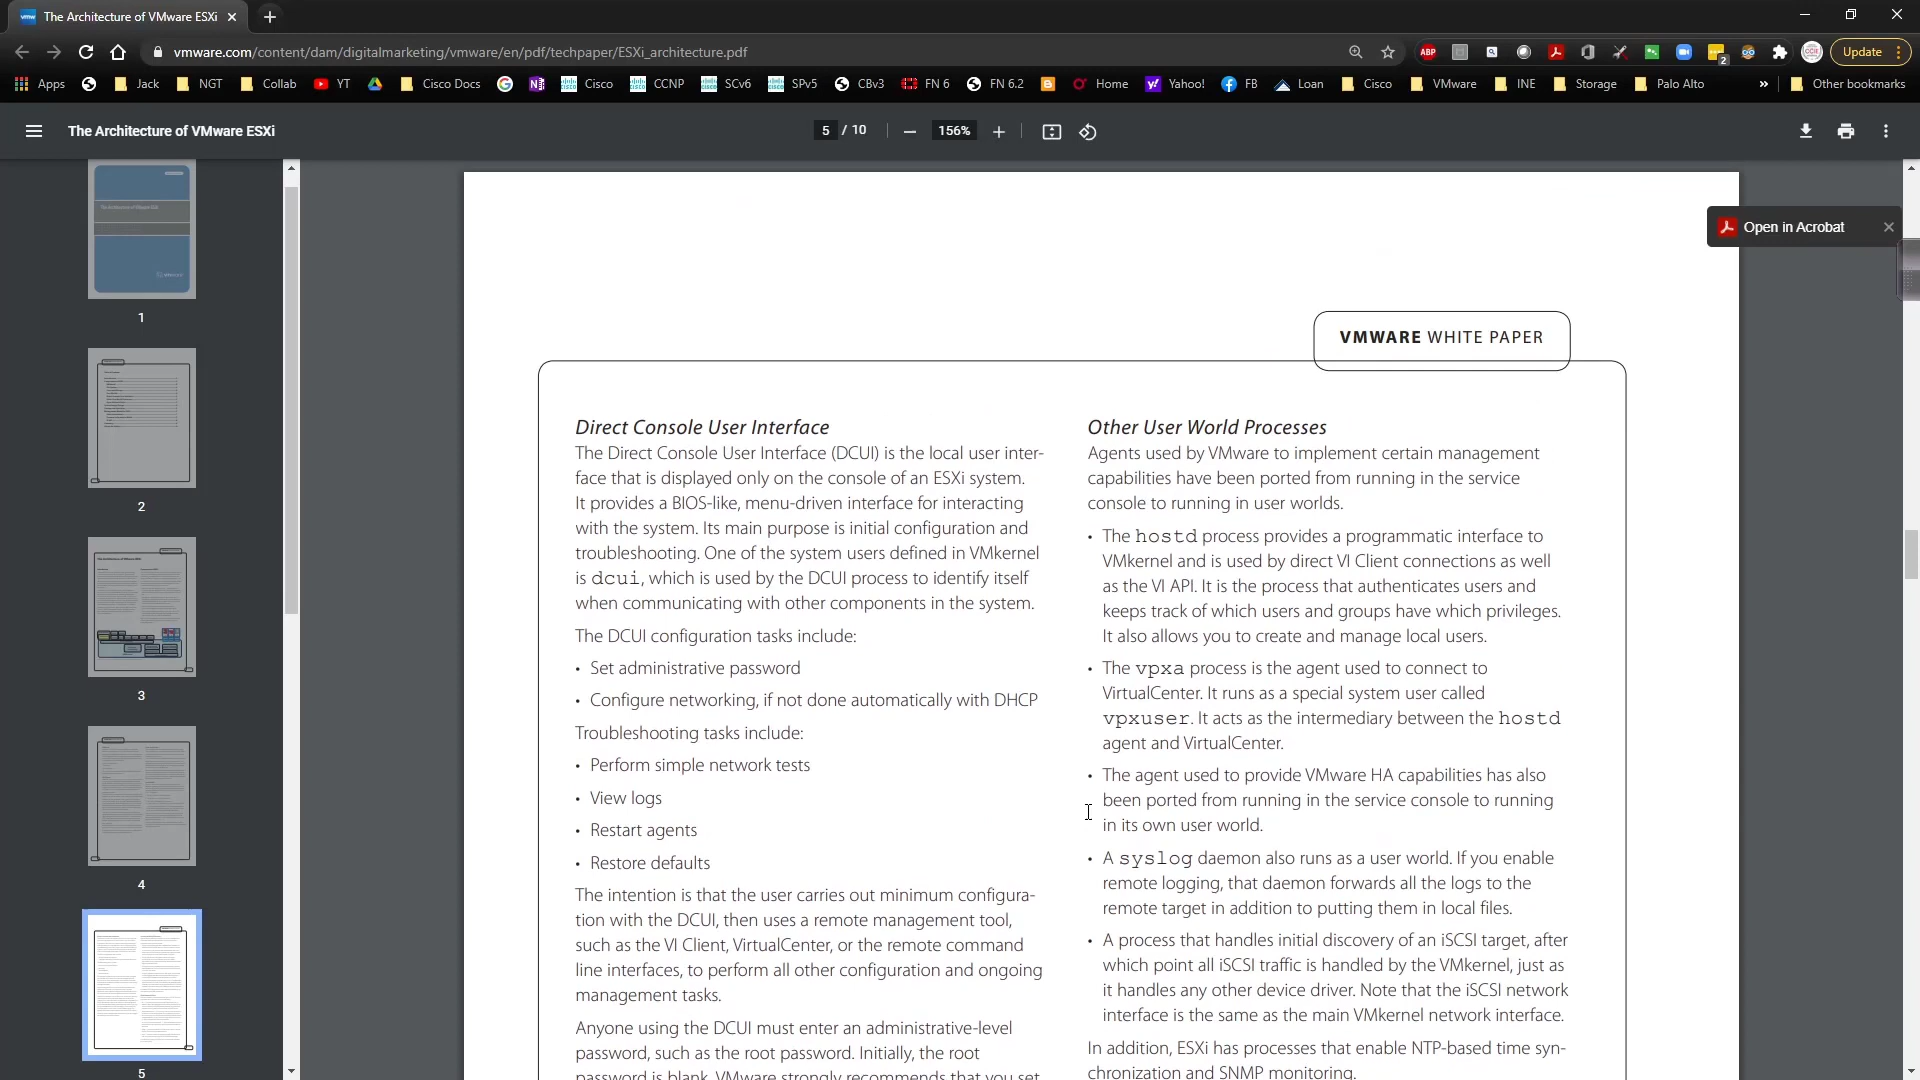 The Architecture of VMware ESXi
vmware.com/content/dam/digitalmarketing/vmware/en/pdf/techpaper/ESXi_architecture.pdf
ABP
2
Update
Apps
Jack
NGT
Collab
YT
Cisco Docs
Cisco
CCNP
SCv6
SPv5
CBv3
FN 6
FN 6.2
Home
Yahoo!
FB
Loan
Cisco
VMware
INE
Storage
Palo Alto
»
Other bookmarks
The Architecture of VMware ESXi
5 / 10
156%
Open in Acrobat
1
2
3
4
5
VMWARE WHITE PAPER
Direct Console User Interface
The Direct Console User Interface (DCUI) is the local user inter-
face that is displayed only on the console of an ESXi system.
It provides a BIOS-like, menu-driven interface for interacting
with the system. Its main purpose is initial configuration and
troubleshooting. One of the system users defined in VMkernel
is dcui, which is used by the DCUI process to identify itself
when communicating with other components in the system.
The DCUI configuration tasks include:
• Set administrative password
• Configure networking, if not done automatically with DHCP
Troubleshooting tasks include:
• Perform simple network tests
• View logs
• Restart agents
• Restore defaults
The intention is that the user carries out minimum configura-
tion with the DCUI, then uses a remote management tool,
such as the VI Client, VirtualCenter, or the remote command
line interfaces, to perform all other configuration and ongoing
management tasks.
Anyone using the DCUI must enter an administrative-level
password, such as the root password. Initially, the root
password is blank. VMware strongly recommends that you set
Other User World Processes
Agents used by VMware to implement certain management
capabilities have been ported from running in the service
console to running in user worlds.
• The hostd process provides a programmatic interface to
VMkernel and is used by direct VI Client connections as well
as the VI API. It is the process that authenticates users and
keeps track of which users and groups have which privileges.
It also allows you to create and manage local users.
• The vpxa process is the agent used to connect to
VirtualCenter. It runs as a special system user called
vpxuser. It acts as the intermediary between the hostd
agent and VirtualCenter.
• The agent used to provide VMware HA capabilities has also
been ported from running in the service console to running
in its own user world.
• A syslog daemon also runs as a user world. If you enable
remote logging, that daemon forwards all the logs to the
remote target in addition to putting them in local files.
• A process that handles initial discovery of an iSCSI target, after
which point all iSCSI traffic is handled by the VMkernel, just as
it handles any other device driver. Note that the iSCSI network
interface is the same as the main VMkernel network interface.
In addition, ESXi has processes that enable NTP-based time syn-
chronization and SNMP monitoring.